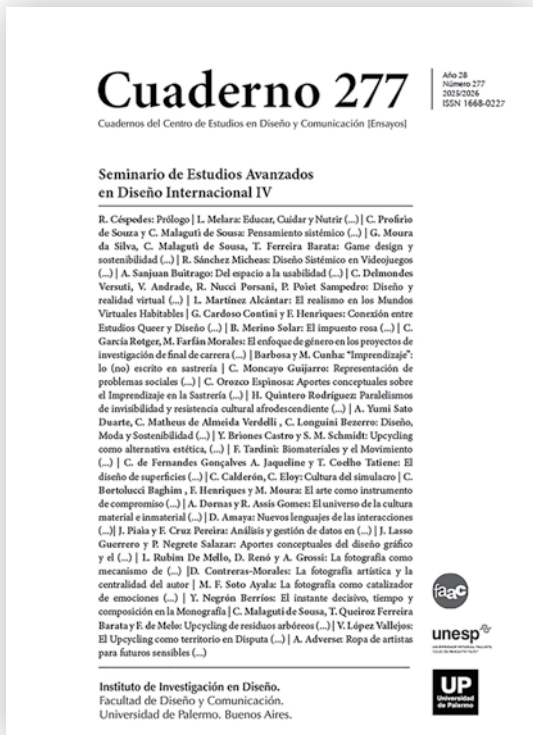 Cuaderno 277
Año 28
Número 277
2025/2026
ISSN 1668-0227
Cuadernos del Centro de Estudios en Diseño y Comunicación [Ensayos]
Seminario de Estudios Avanzados
en Diseño Internacional IV
R. Céspedes: Prólogo | L. Melara: Educar, Cuidar y Nutrir (...) | C. Profirio
de Souza y C. Malaguti de Sousa: Pensamiento sistémico (...) | G. Moura
da Silva, C. Malaguti de Sousa, T. Ferreira Barata: Game design y
sostenibilidad (...) | R. Sánchez Micheas: Diseño Sistémico en Videojuegos
(...) | A. Sanjuan Buitrago: Del espacio a la usabilidad (...) | C. Delmondes
Versuti, V. Andrade, R. Nucci Porsani, P. Poiet Sampedro: Diseño y
realidad virtual (...) | L. Martínez Alcántar: El realismo en los Mundos
Virtuales Habitables | G. Cardoso Contini y F. Henriques: Conexión entre
Estudios Queer y Diseño (...) | B. Merino Solar: El impuesto rosa (...) | C.
García Rotger, M. Farfán Morales: El enfoque de género en los proyectos de
investigación de final de carrera (...) | Barbosa y M. Cunha: “Imprendizaje”:
lo (no) escrito en sastrería | C. Moncayo Guijarro: Representación de
problemas sociales (...) | C. Orozco Espinosa: Aportes conceptuales sobre
el Imprendizaje en la Sastrería (...) | H. Quintero Rodríguez: Paralelismos
de invisibilidad y resistencia cultural afrodescendiente (...) | A. Yumi Sato
Duarte, C. Matheus de Almeida Verdelli , C. Longuini Bezerro: Diseño,
Moda y Sostenibilidad (...) | Y. Briones Castro y S. M. Schmidt: Upcycling
como alternativa estética, (...) | F. Tardini: Biomateriales y el Movimiento
(...) | C. de Fernandes Gonçalves A. Jaqueline y T. Coelho Tatiene: El
diseño de superficies (...) | C. Calderón, C. Eloy: Cultura del simulacro | C.
Bortolucci Baghim , F. Henriques y M. Moura: El arte como instrumento
de compromiso (...) | A. Dornas y R. Assis Gomes: El universo de la cultura
material e inmaterial (...) | D. Amaya: Nuevos lenguajes de las interacciones
(...)| J. Piaia y F. Cruz Pereira: Análisis y gestión de datos en (...) | J. Lasso
Guerrero y P. Negrete Salazar: Aportes conceptuales del diseño gráfico
y el (...) | L. Rubim De Mello, D. Renó y A. Grossi: La fotografía como
mecanismo de (...) |D. Contreras-Morales: La fotografía artística y la
centralidad del autor | M. F. Soto Ayala: La fotografía como catalizador
de emociones (...) | Y. Negrón Berríos: El instante decisivo, tiempo y
composición en la Monografía | C. Malaguti de Sousa, T. Queiroz Ferreira
Barata y F. de Melo: Upcycling de residuos arbóreos (...) | V. López Vallejos:
El Upcycling como territorio en Disputa (...) | A. Adverse: Ropa de artistas
para futuros sensibles (...)
faac
unesp
Instituto de Investigación en Diseño.
Facultad de Diseño y Comunicación.
Universidad de Palermo. Buenos Aires.
UP
Universidad
de Palermo